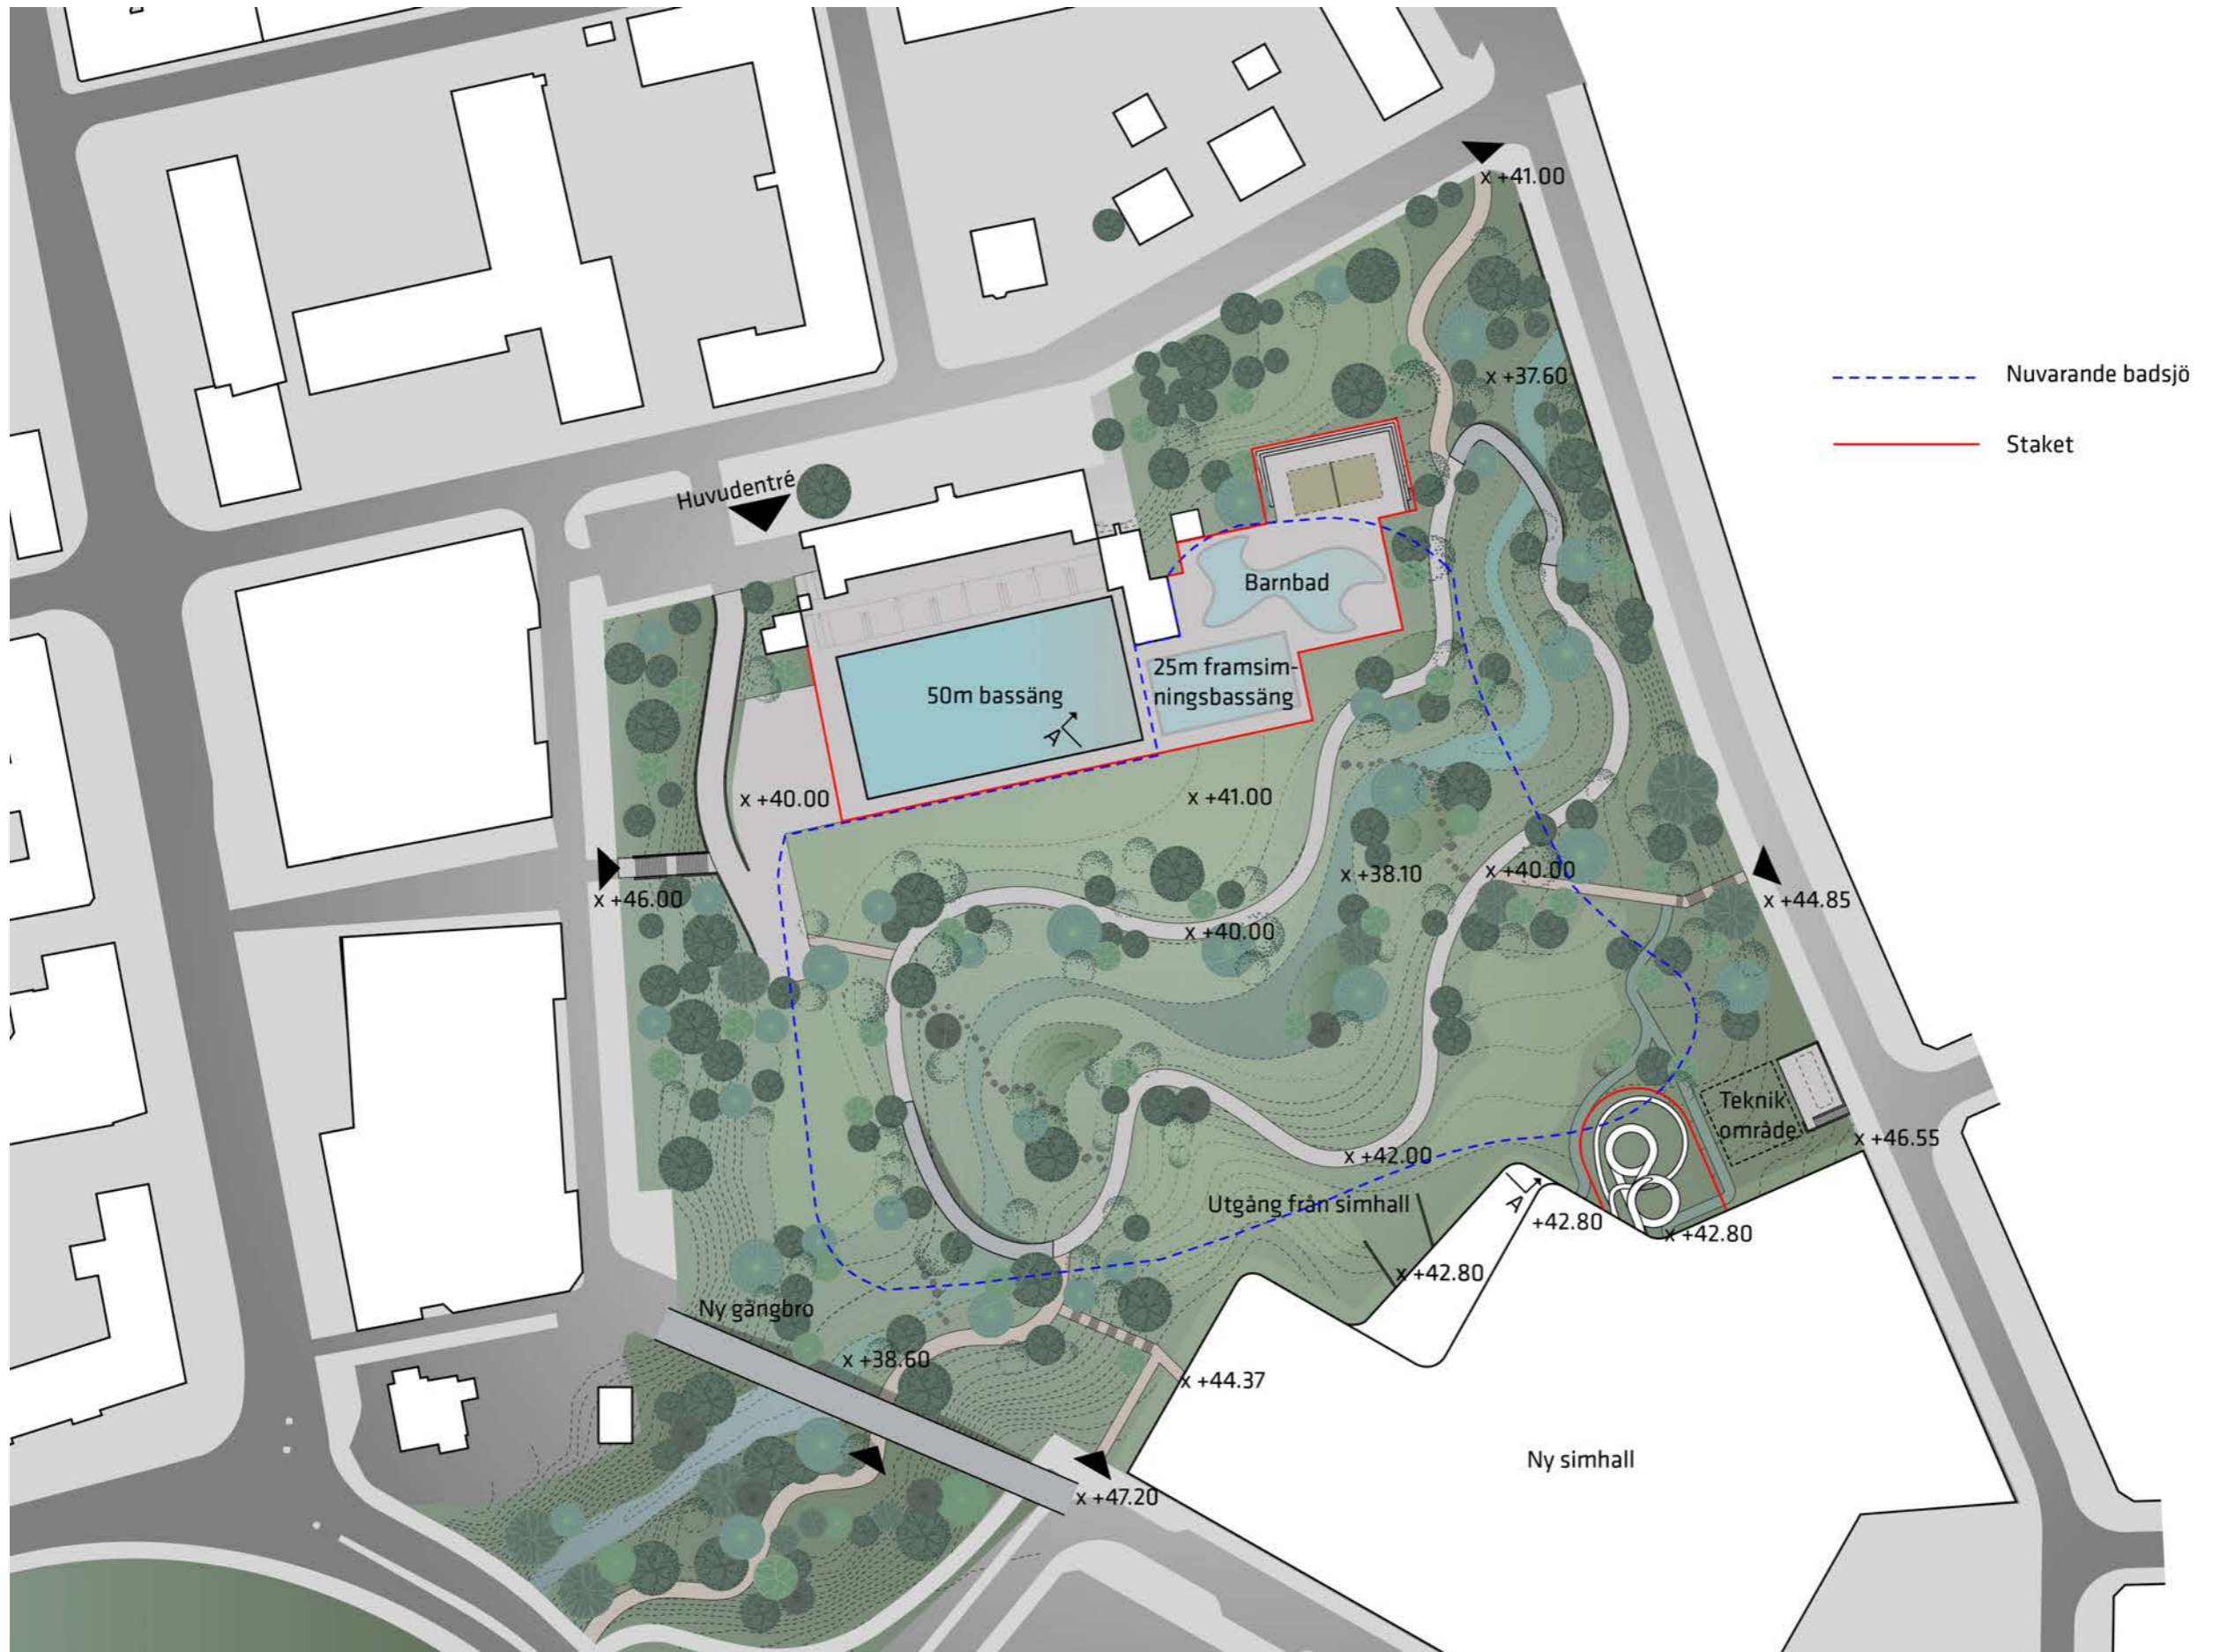 x +41.00
x +37.60
Nuvarande badsjö
Staket
Huvudentré
Barnbad
25m framsim-
ningsbassäng
50m bassäng
A
x +40.00
x +41.00
x +46.00
x +38.10
x +40.00
x +44.85
x +40.00
Teknik
område
x +46.55
x +42.00
Utgång från simhall
A
+42.80
x +42.80
x +42.80
Ny gångbro
x +38.60
x +44.37
Ny simhall
x +47.20